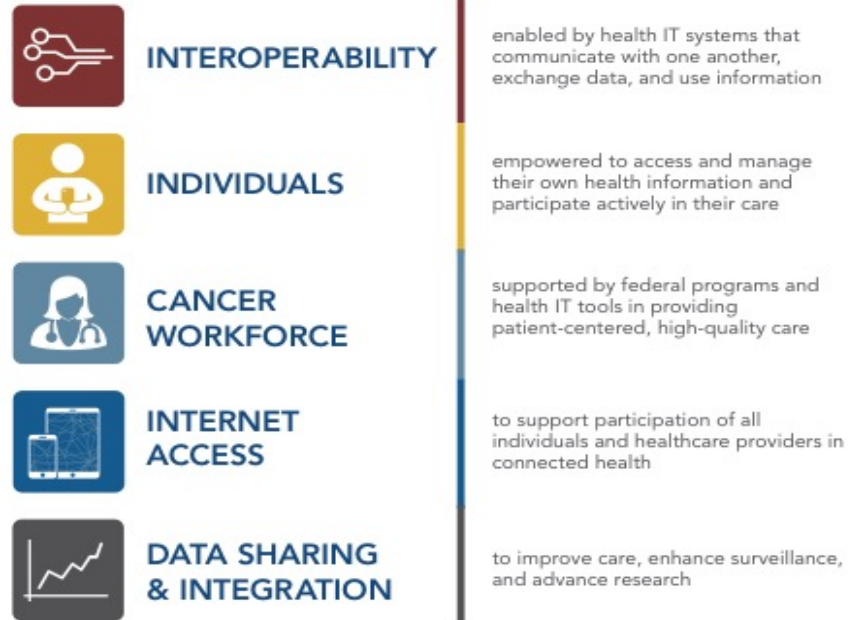 INTEROPERABILITY
enabled by health IT systems that
communicate with one another,
exchange data, and use information
INDIVIDUALS
empowered to access and manage
their own health information and
participate actively in their care
CANCER
WORKFORCE
supported by federal programs and
health IT tools in providing
patient-centered, high-quality care
INTERNET
ACCESS
to support participation of all
individuals and healthcare providers in
connected health
DATA SHARING
& INTEGRATION
to improve care, enhance surveillance,
and advance research